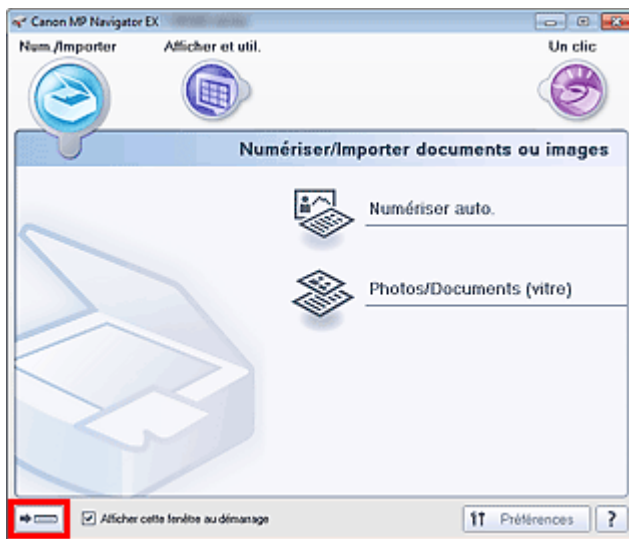 Canon MP Navigator EX
Num./Importer
Afficher et util.
Un clic
Numériser/Importer documents ou images
Numériser auto.
Photos/Documents (vitre)
Afficher cette fenêtre au démarrage
Préférences
?